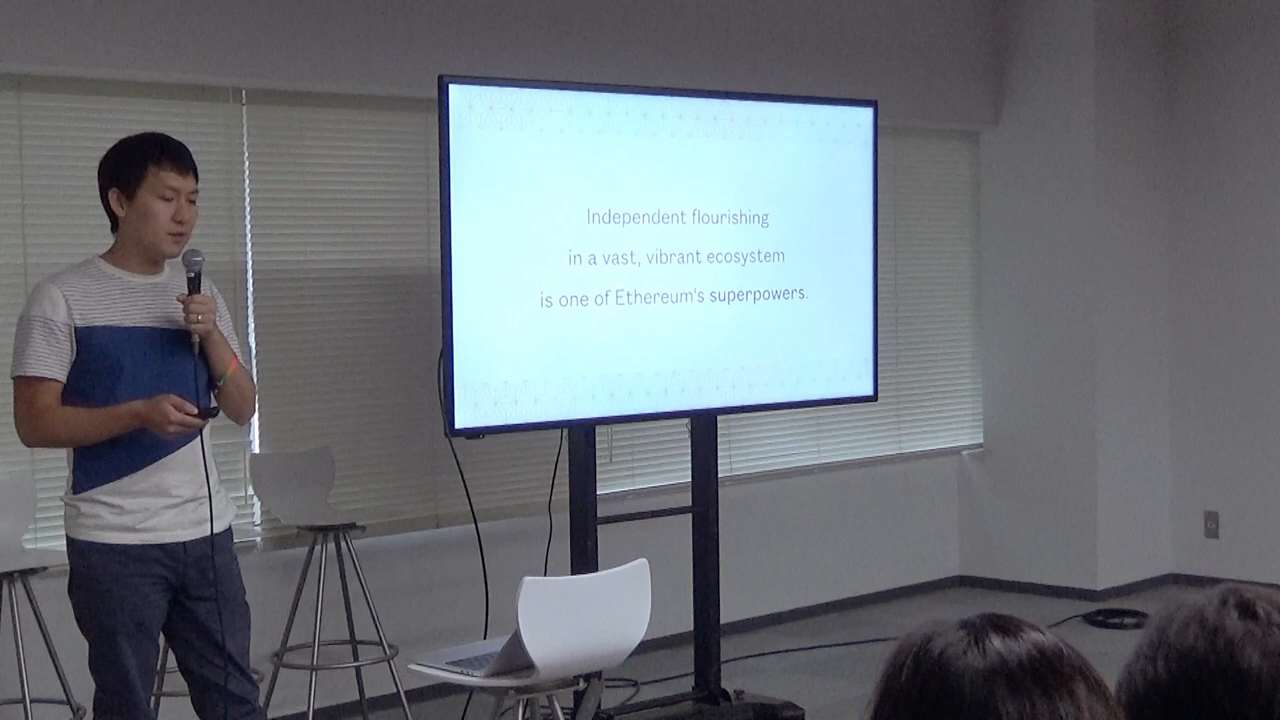 Independent flourishing
in a vast, vibrant ecosystem
is one of Ethereum's superpowers.